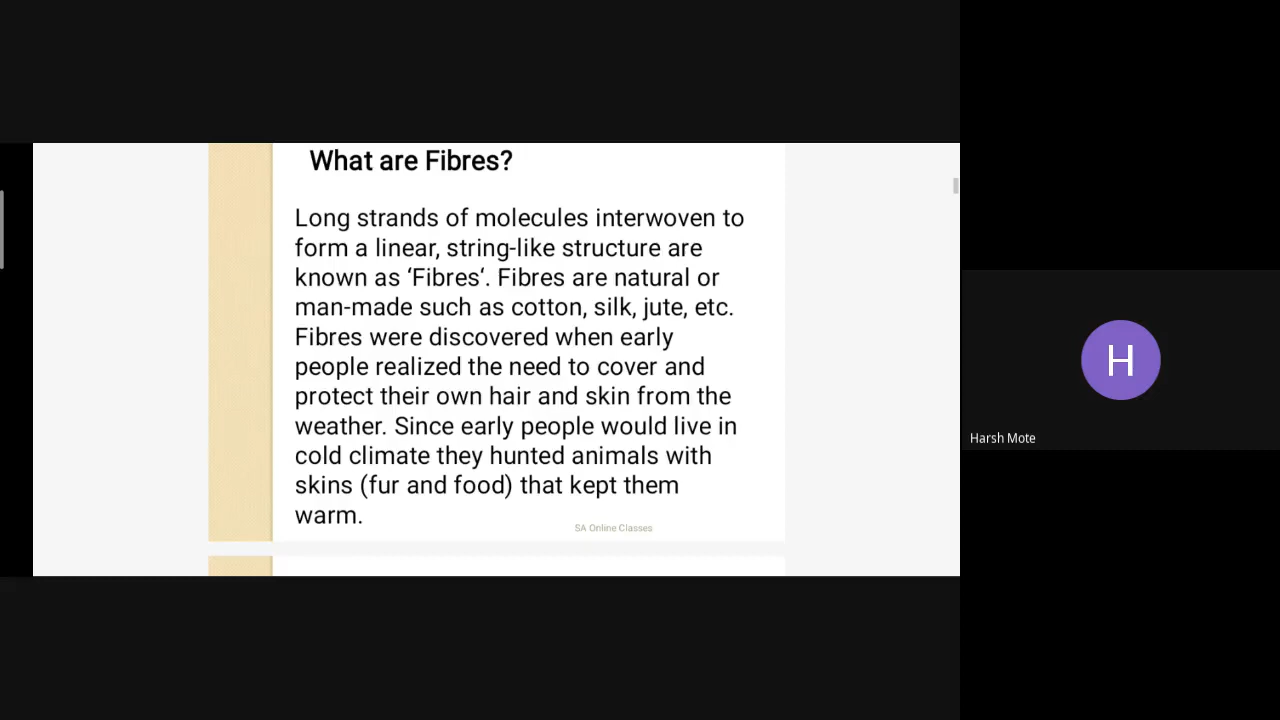 What are Fibres?
Long strands of molecules interwoven to
form a linear, string-like structure are
known as ‘Fibres‘. Fibres are natural or
man-made such as cotton, silk, jute, etc.
Fibres were discovered when early
people realized the need to cover and
protect their own hair and skin from the
weather. Since early people would live in
cold climate they hunted animals with
skins (fur and food) that kept them
warm.
SA Online Classes
H
Harsh Mote